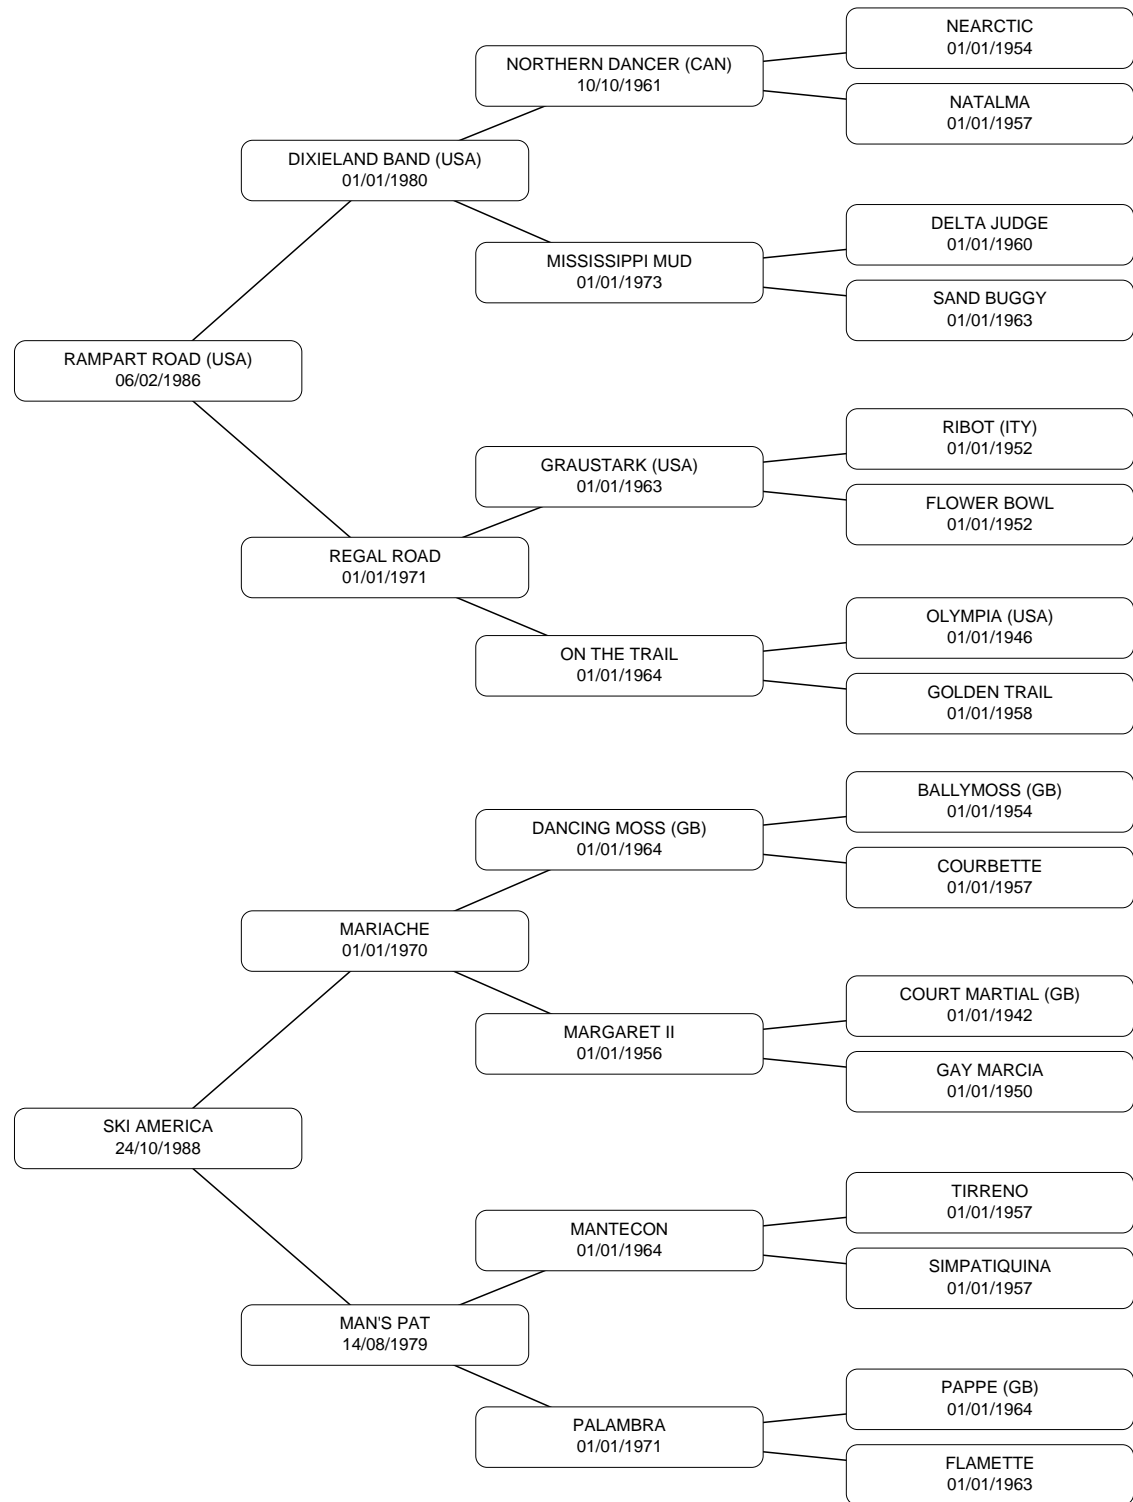 NEARCTIC
01/01/1954
NORTHERN DANCER (CAN)
10/10/1961
NATALMA
01/01/1957
DIXIELAND BAND (USA)
01/01/1980
DELTA JUDGE
01/01/1960
MISSISSIPPI MUD
01/01/1973
SAND BUGGY
01/01/1963
RAMPART ROAD (USA)
06/02/1986
RIBOT (ITY)
01/01/1952
GRAUSTARK (USA)
01/01/1963
FLOWER BOWL
01/01/1952
REGAL ROAD
01/01/1971
OLYMPIA (USA)
01/01/1946
ON THE TRAIL
01/01/1964
GOLDEN TRAIL
01/01/1958
BALLYMOSS (GB)
01/01/1954
DANCING MOSS (GB)
01/01/1964
COURBETTE
01/01/1957
MARIACHE
01/01/1970
COURT MARTIAL (GB)
01/01/1942
MARGARET II
01/01/1956
GAY MARCIA
01/01/1950
SKI AMERICA
24/10/1988
TIRRENO
01/01/1957
MANTECON
01/01/1964
SIMPATIQUINA
01/01/1957
MAN'S PAT
14/08/1979
PAPPE (GB)
01/01/1964
PALAMBRA
01/01/1971
FLAMETTE
01/01/1963